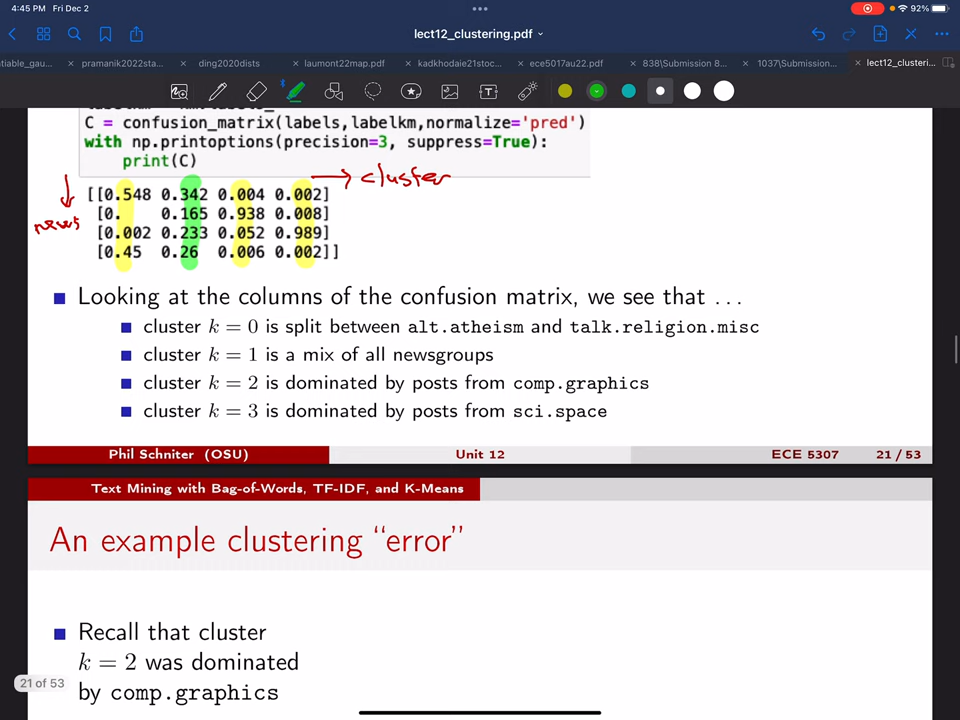 4:45 PM Fri Dec 2
92%
lect12_clustering.pdf
tiable_gau...
pramanik2022sta...
ding2020dists
laumont22map.pdf
kadkhodaie21stoc...
ece5017au22.pdf
838\Submission 8...
1037\Submission...
lect12_clusteri...
C = confusion_matrix(labels,labelkm,normalize='pred')
with np.printoptions(precision=3, suppress=True):
print(C)
→ cluster
news
[[0.548 0.342 0.004 0.002]
[0. 0.165 0.938 0.008]
[0.002 0.233 0.052 0.989]
[0.45 0.26 0.006 0.002]]
Looking at the columns of the confusion matrix, we see that ...
cluster k = 0 is split between alt.atheism and talk.religion.misc
cluster k = 1 is a mix of all newsgroups
cluster k = 2 is dominated by posts from comp.graphics
cluster k = 3 is dominated by posts from sci.space
Phil Schniter (OSU) Unit 12 ECE 5307 21 / 53
Text Mining with Bag-of-Words, TF-IDF, and K-Means
An example clustering “error”
Recall that cluster
k = 2 was dominated
by comp.graphics
21 of 53